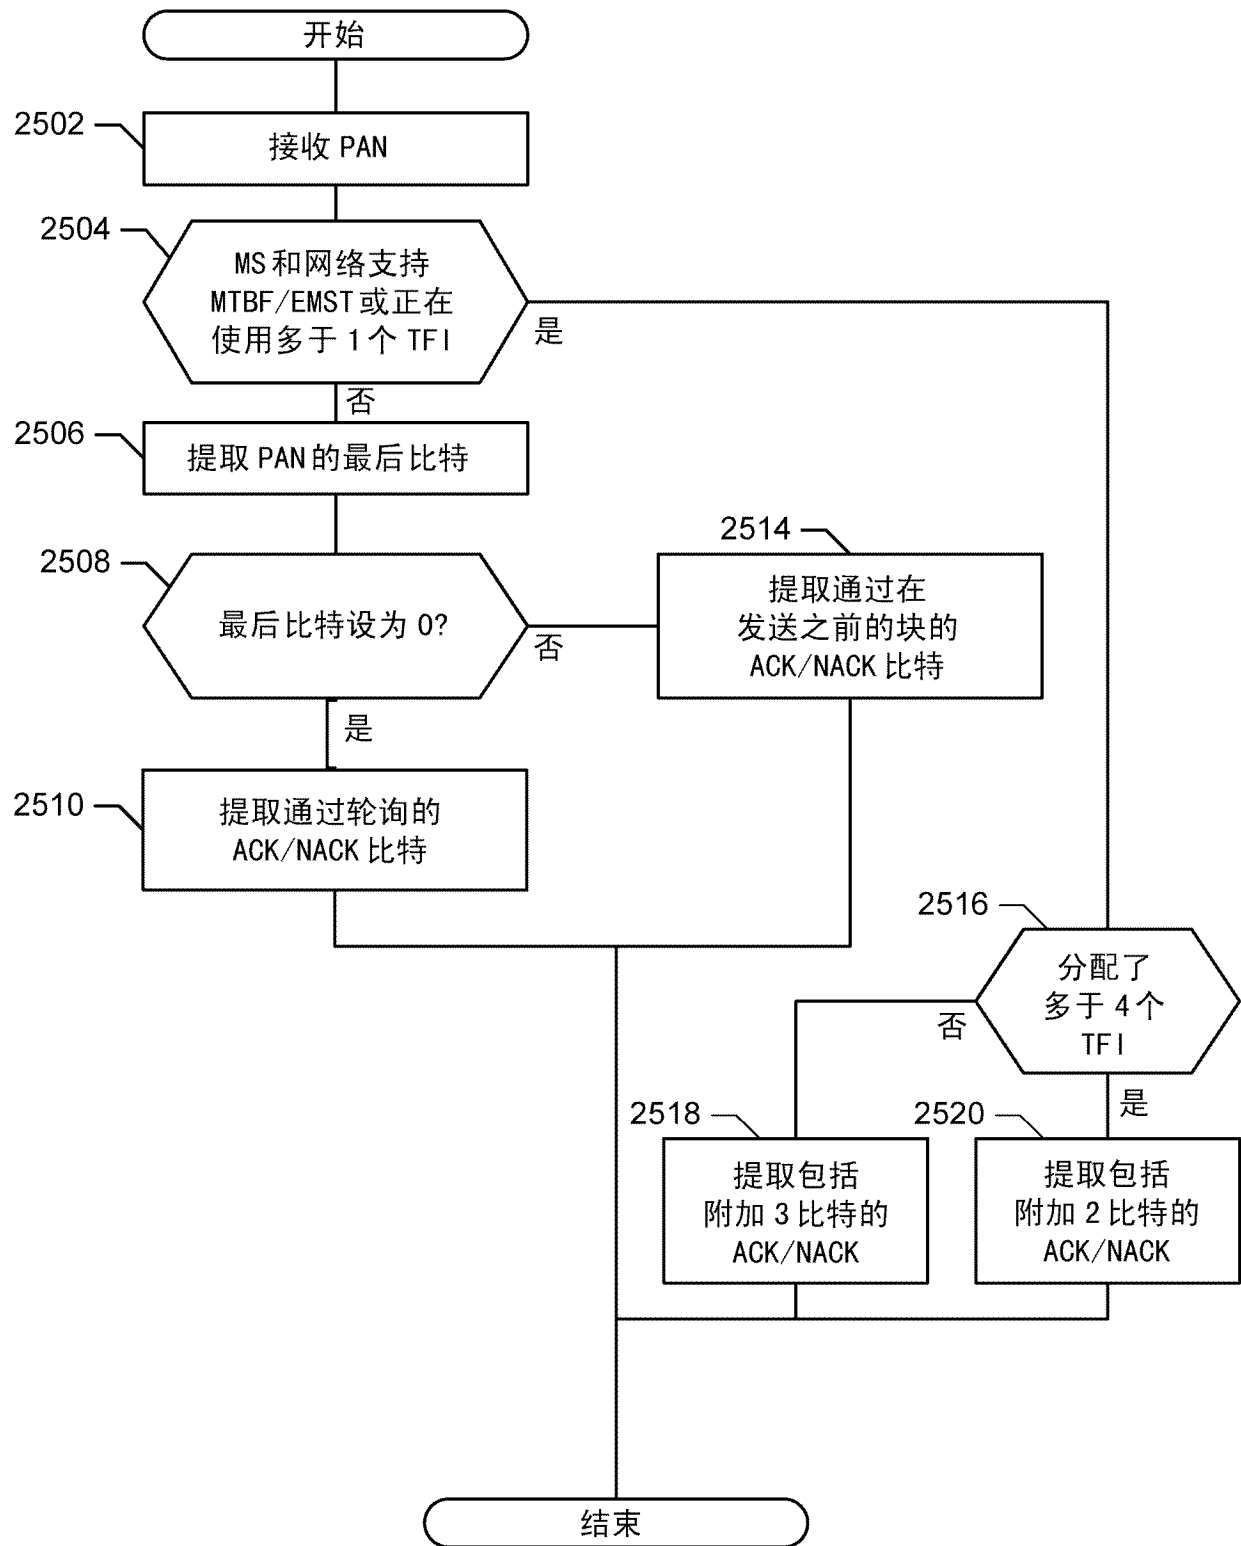 开始
2502
接收 PAN
2504
MS和网络支持
MTBF/EMST或正在
使用多于1个 TFI
是
否
2506
提取 PAN的最后比特
2508
最后比特设为 0?
否
是
2514
提取通过在
发送之前的块的
ACK/NACK 比特
2510
提取通过轮询的
ACK/NACK 比特
2516
分配了
多于 4个
TFI
否
是
2518
提取包括
附加 3比特的
ACK/NACK
2520
提取包括
附加 2比特的
ACK/NACK
结束